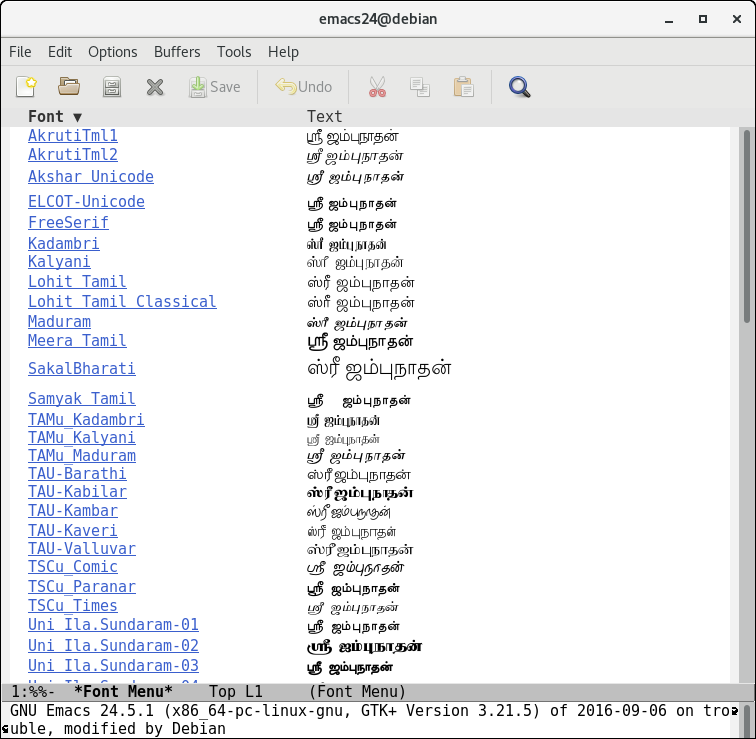 emacs24@debian
File Edit Options Buffers Tools Help
Save Undo
Font ▼ Text
AkrutiTml1 ஸ்ரீ ஜம்புநாதன்
AkrutiTml2 ஸ்ரீ ஜம்புநாதன்
Akshar Unicode ஸ்ரீ ஜம்புநாதன்
ELCOT-Unicode ஸ்ரீ ஜம்புநாதன்
FreeSerif ஸ்ரீ ஜம்புநாதன்
Kadambri ஸ்ரீ ஜம்புநாதன்
Kalyani ஸ்ரீ ஜம்புநாதன்
Lohit Tamil ஸ்ரீ ஜம்புநாதன்
Lohit Tamil Classical ஸ்ரீ ஜம்புநாதன்
Maduram ஸ்ரீ ஜம்புநாதன்
Meera Tamil ஸ்ரீ ஜம்புநாதன்
SakalBharati ஸ்ரீ ஜம்புநாதன்
Samyak Tamil ஸ்ரீ ஜம்புநாதன்
TAMu_Kadambri ஸ்ரீ ஜம்புநாதன்
TAMu_Kalyani ஸ்ரீ ஜம்புநாதன்
TAMu_Maduram ஸ்ரீ ஜம்புநாதன்
TAU-Barathi ஸ்ரீ ஜம்புநாதன்
TAU-Kabilar ஸ்ரீ ஜம்புநாதன்
TAU-Kambar ஸ்ரீ ஜம்புநாதன்
TAU-Kaveri ஸ்ரீ ஜம்புநாதன்
TAU-Valluvar ஸ்ரீ ஜம்புநாதன்
TSCu_Comic ஸ்ரீ ஜம்புநாதன்
TSCu_Paranar ஸ்ரீ ஜம்புநாதன்
TSCu_Times ஸ்ரீ ஜம்புநாதன்
Uni Ila.Sundaram-01 ஸ்ரீ ஜம்புநாதன்
Uni Ila.Sundaram-02 ஸ்ரீ ஜம்புநாதன்
Uni Ila.Sundaram-03 ஸ்ரீ ஜம்புநாதன்
1:%%- *Font Menu* Top L1 (Font Menu)
GNU Emacs 24.5.1 (x86_64-pc-linux-gnu, GTK+ Version 3.21.5) of 2016-09-06 on tro
uble, modified by Debian